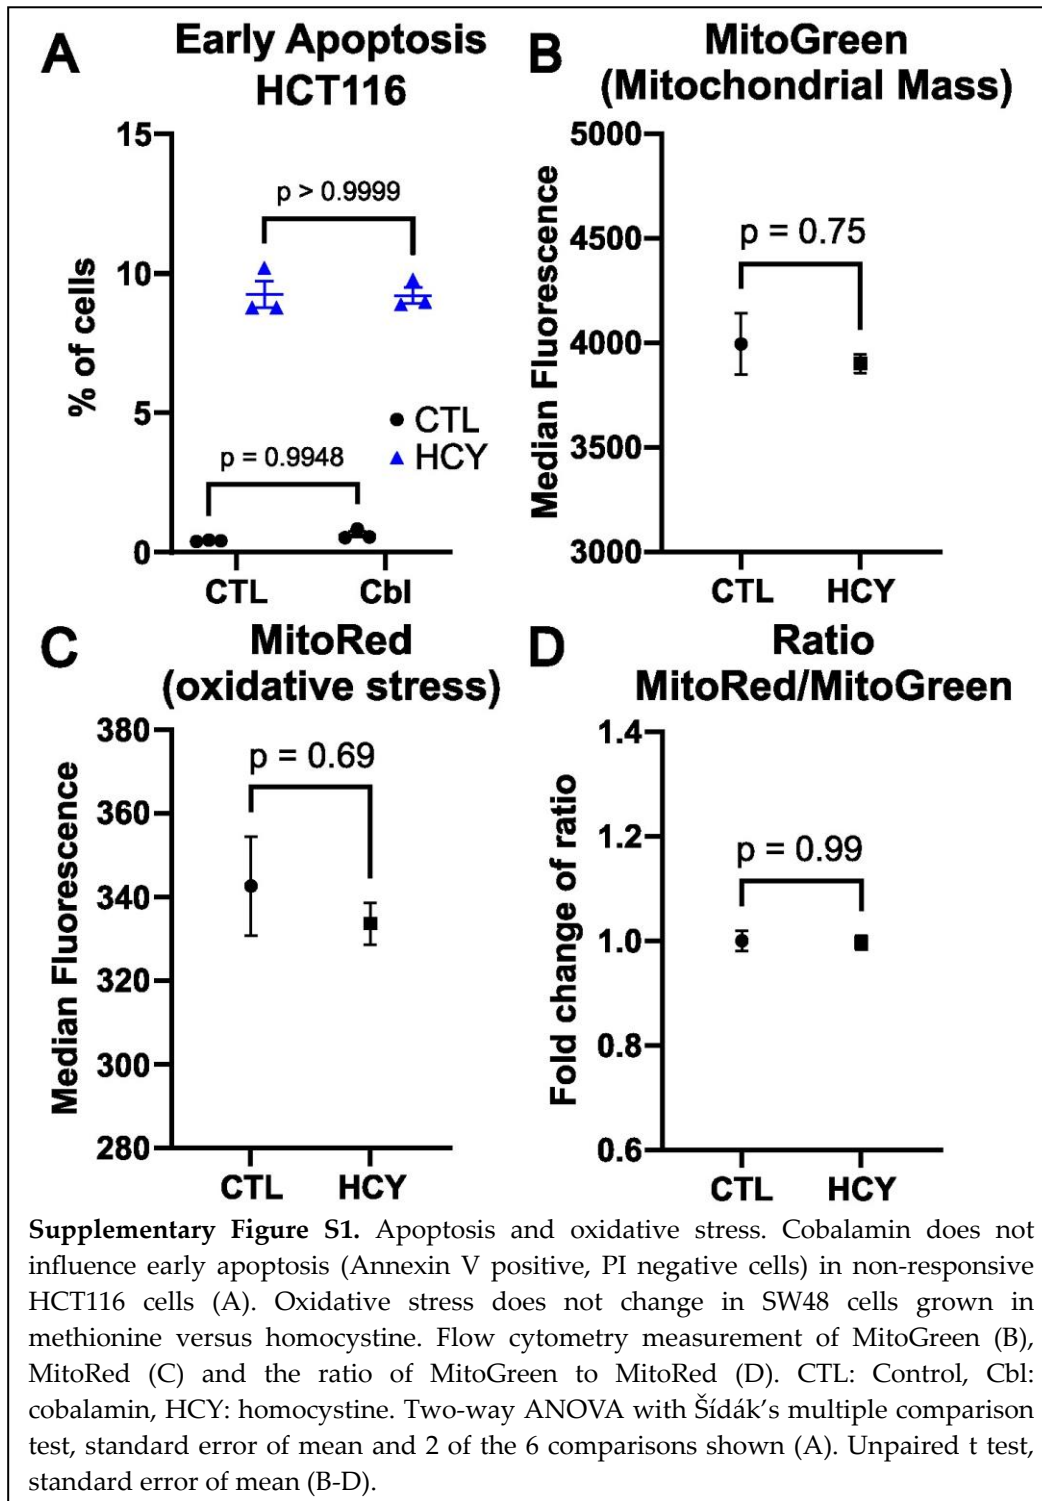 A
Early Apoptosis
HCT116
15
10
5
0
% of cells
p > 0.9999
p = 0.9948
CTL
HCY
CTL
Cbl
B
MitoGreen
(Mitochondrial Mass)
5000
4500
4000
3500
3000
Median Fluorescence
p = 0.75
CTL
HCY
C
MitoRed
(oxidative stress)
380
360
340
320
300
280
Median Fluorescence
p = 0.69
CTL
HCY
D
Ratio
MitoRed/MitoGreen
1.4
1.2
1.0
0.8
0.6
Fold change of ratio
p = 0.99
CTL
HCY
Supplementary Figure S1. Apoptosis and oxidative stress. Cobalamin does not
influence early apoptosis (Annexin V positive, PI negative cells) in non-responsive
HCT116 cells (A). Oxidative stress does not change in SW48 cells grown in
methionine versus homocystine. Flow cytometry measurement of MitoGreen (B),
MitoRed (C) and the ratio of MitoGreen to MitoRed (D). CTL: Control, Cbl:
cobalamin, HCY: homocystine. Two-way ANOVA with Šídák’s multiple comparison
test, standard error of mean and 2 of the 6 comparisons shown (A). Unpaired t test,
standard error of mean (B-D).